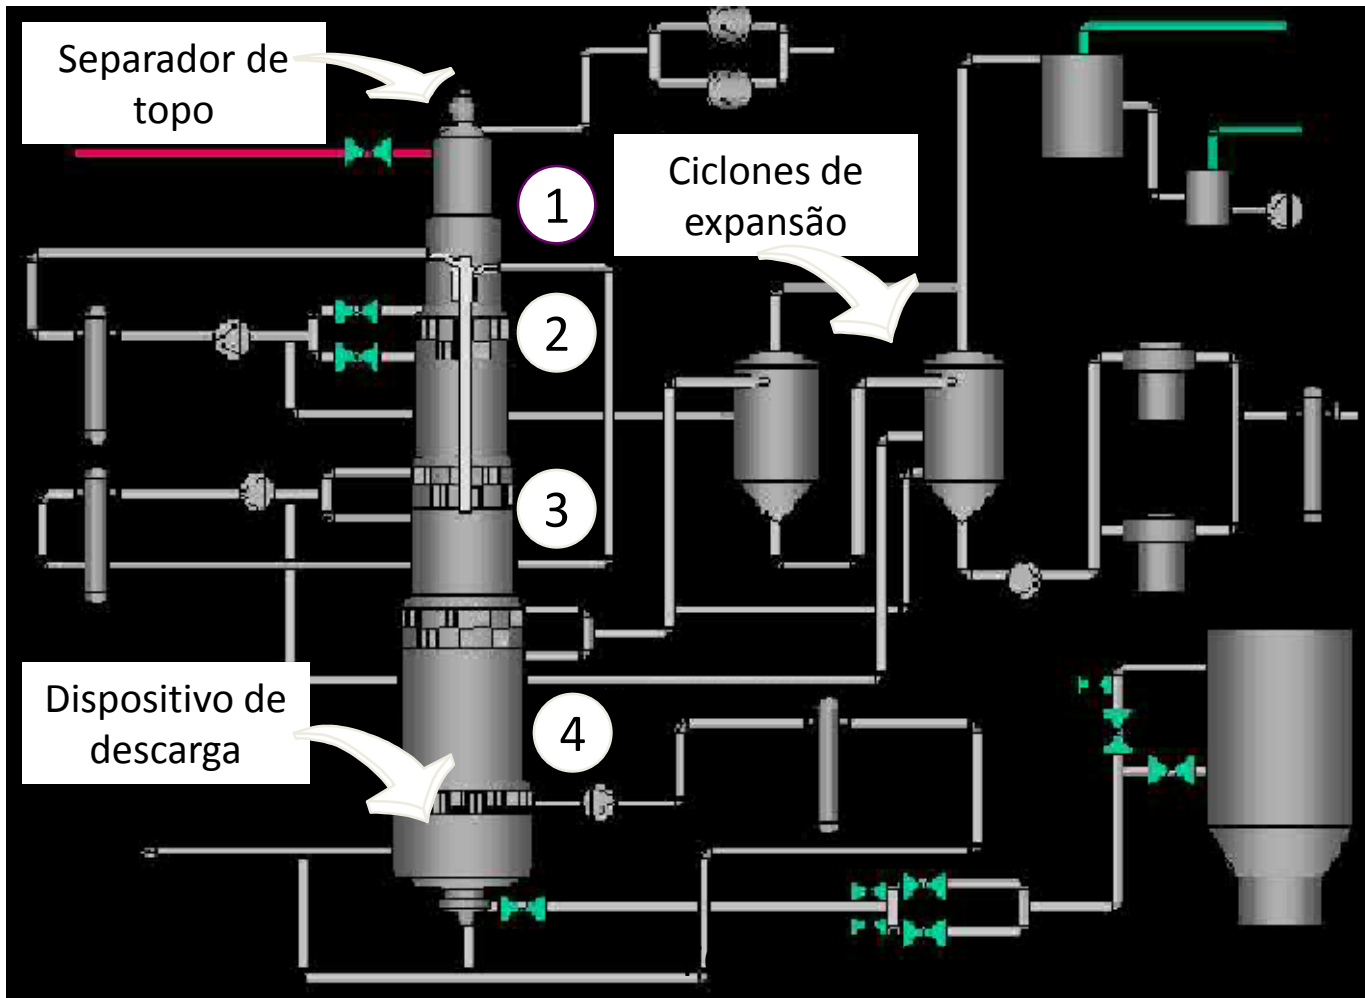 Separador de
topo
1
Ciclones de
expansão
2
3
Dispositivo de
descarga
4